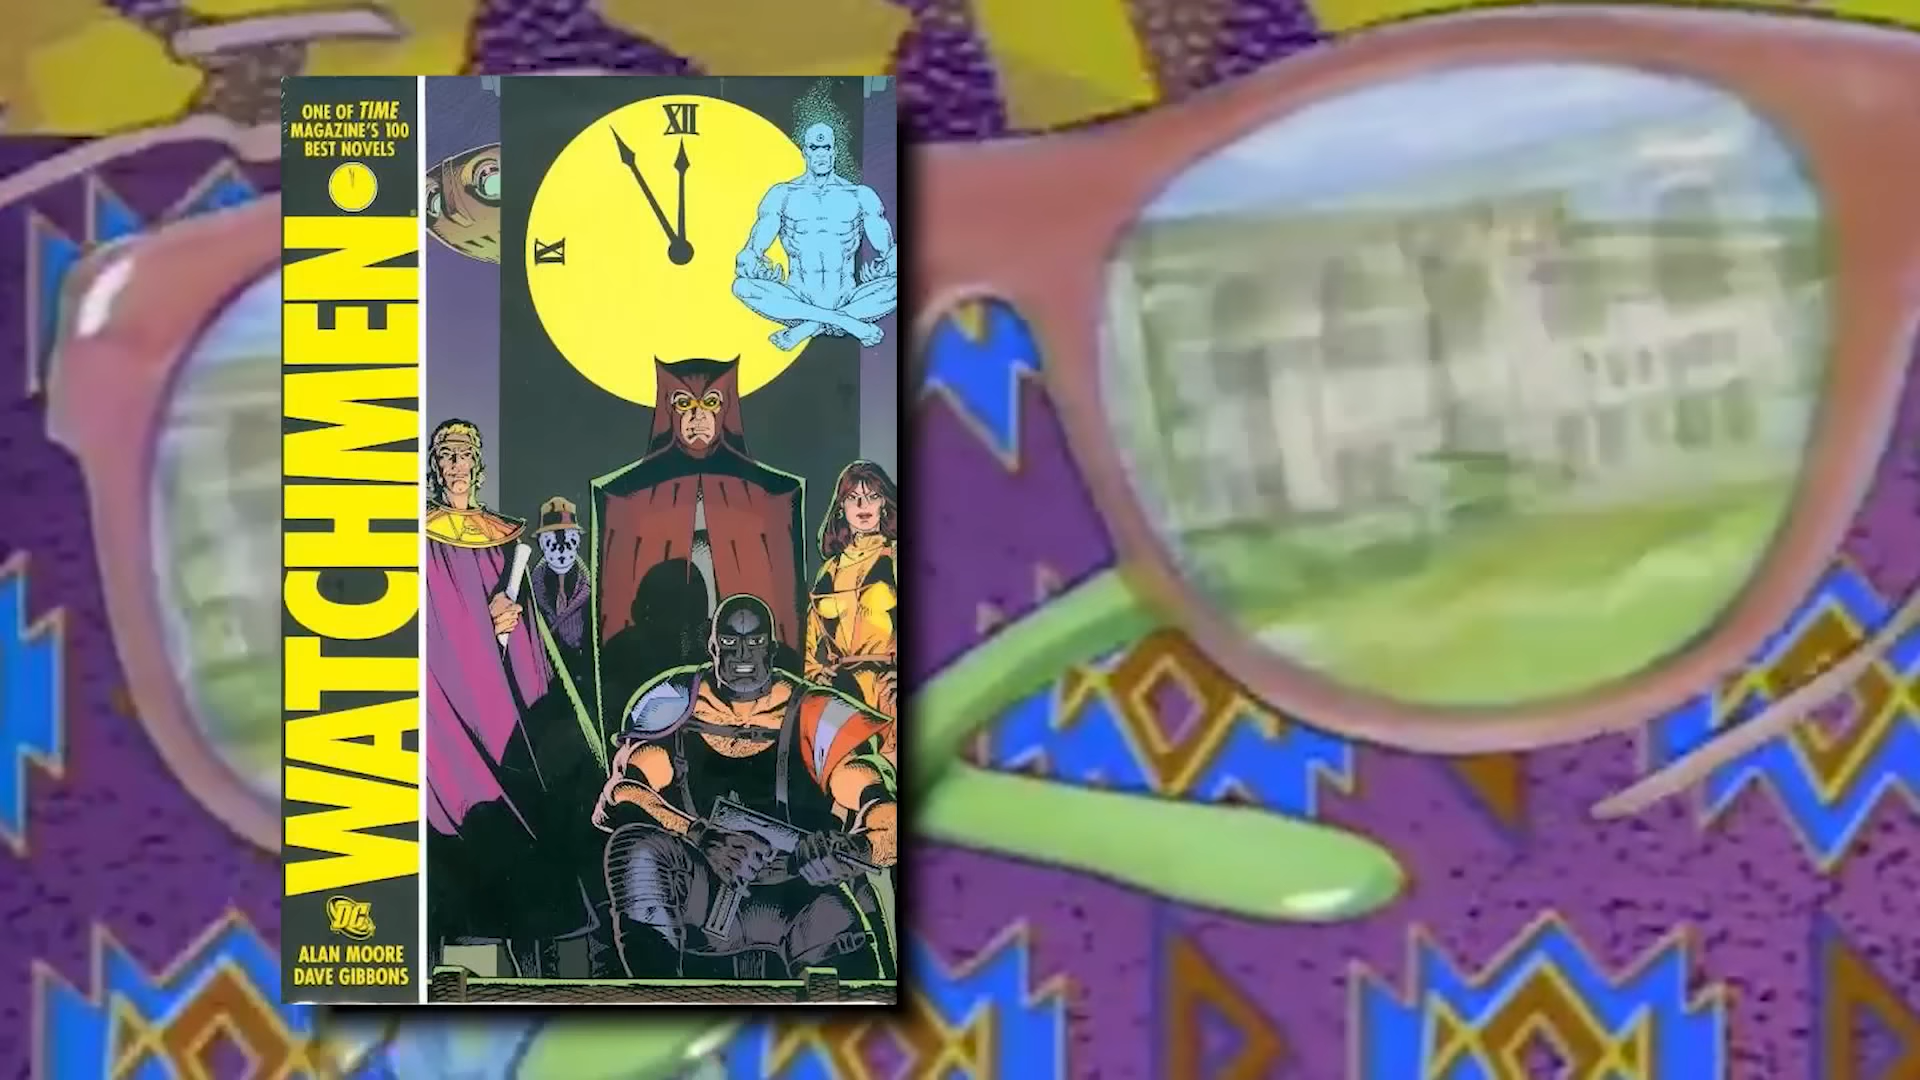 ONE OF TIME
MAGAZINE'S 100
BEST NOVELS
WATCHMEN
DC
ALAN MOORE
DAVE GIBBONS
XII
IX